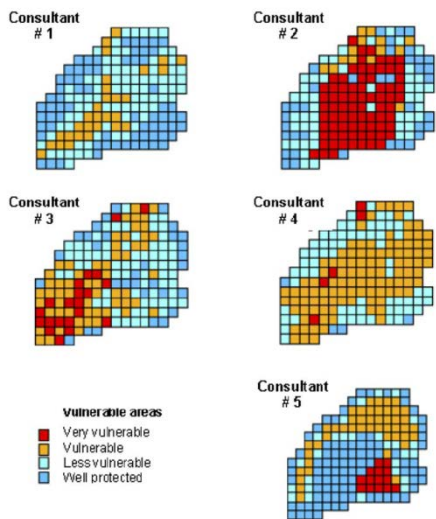 Consultant
# 1
Consultant
# 2
Consultant
# 3
Consultant
# 4
Consultant
# 5
Vulnerable areas
Very vulnerable
Vulnerable
Less vulnerable
Well protected